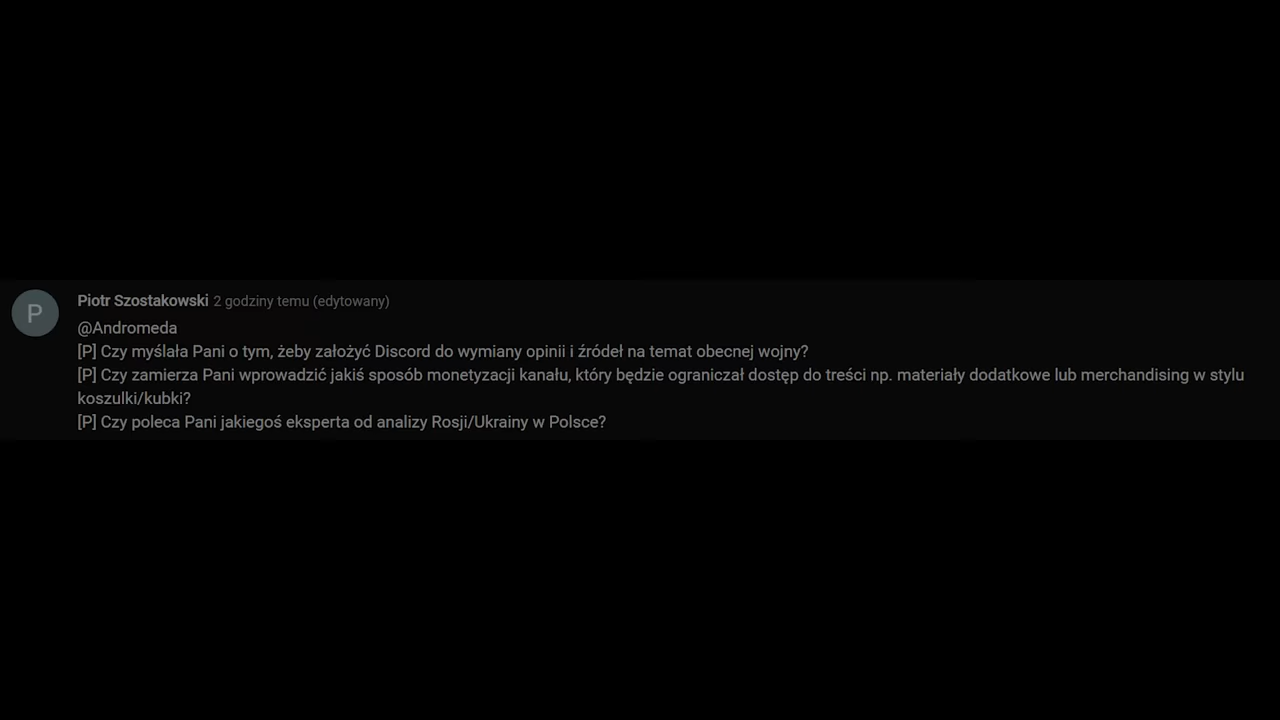 P
Piotr Szostakowski 2 godziny temu (edytowany)
@Andromeda
[P] Czy myślała Pani o tym, żeby założyć Discord do wymiany opinii i źródeł na temat obecnej wojny?
[P] Czy zamierza Pani wprowadzić jakiś sposób monetyzacji kanału, który będzie ograniczał dostęp do treści np. materiały dodatkowe lub merchandising w stylu
koszulki/kubki?
[P] Czy poleca Pani jakiegoś eksperta od analizy Rosji/Ukrainy w Polsce?